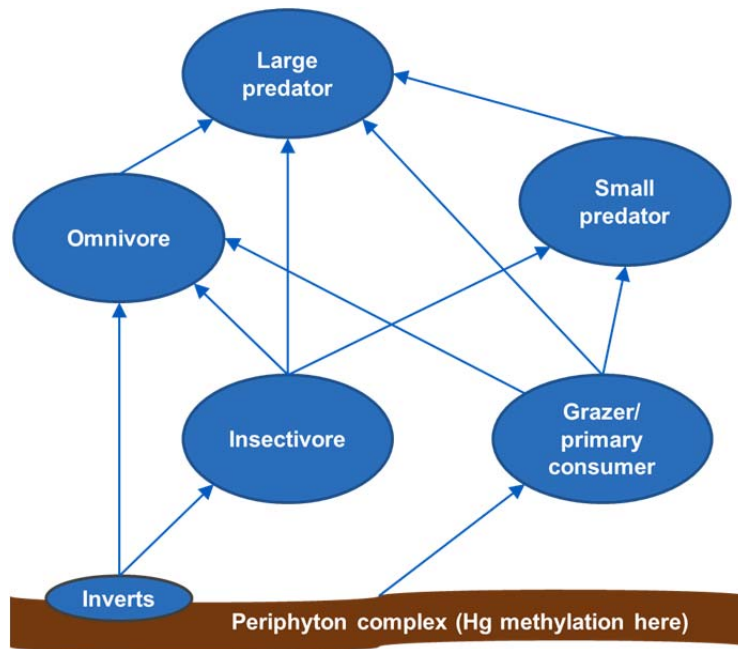 Large
predator
Small
predator
Omnivore
Insectivore
Grazer/
primary
consumer
Inverts
Periphyton complex (Hg methylation here)